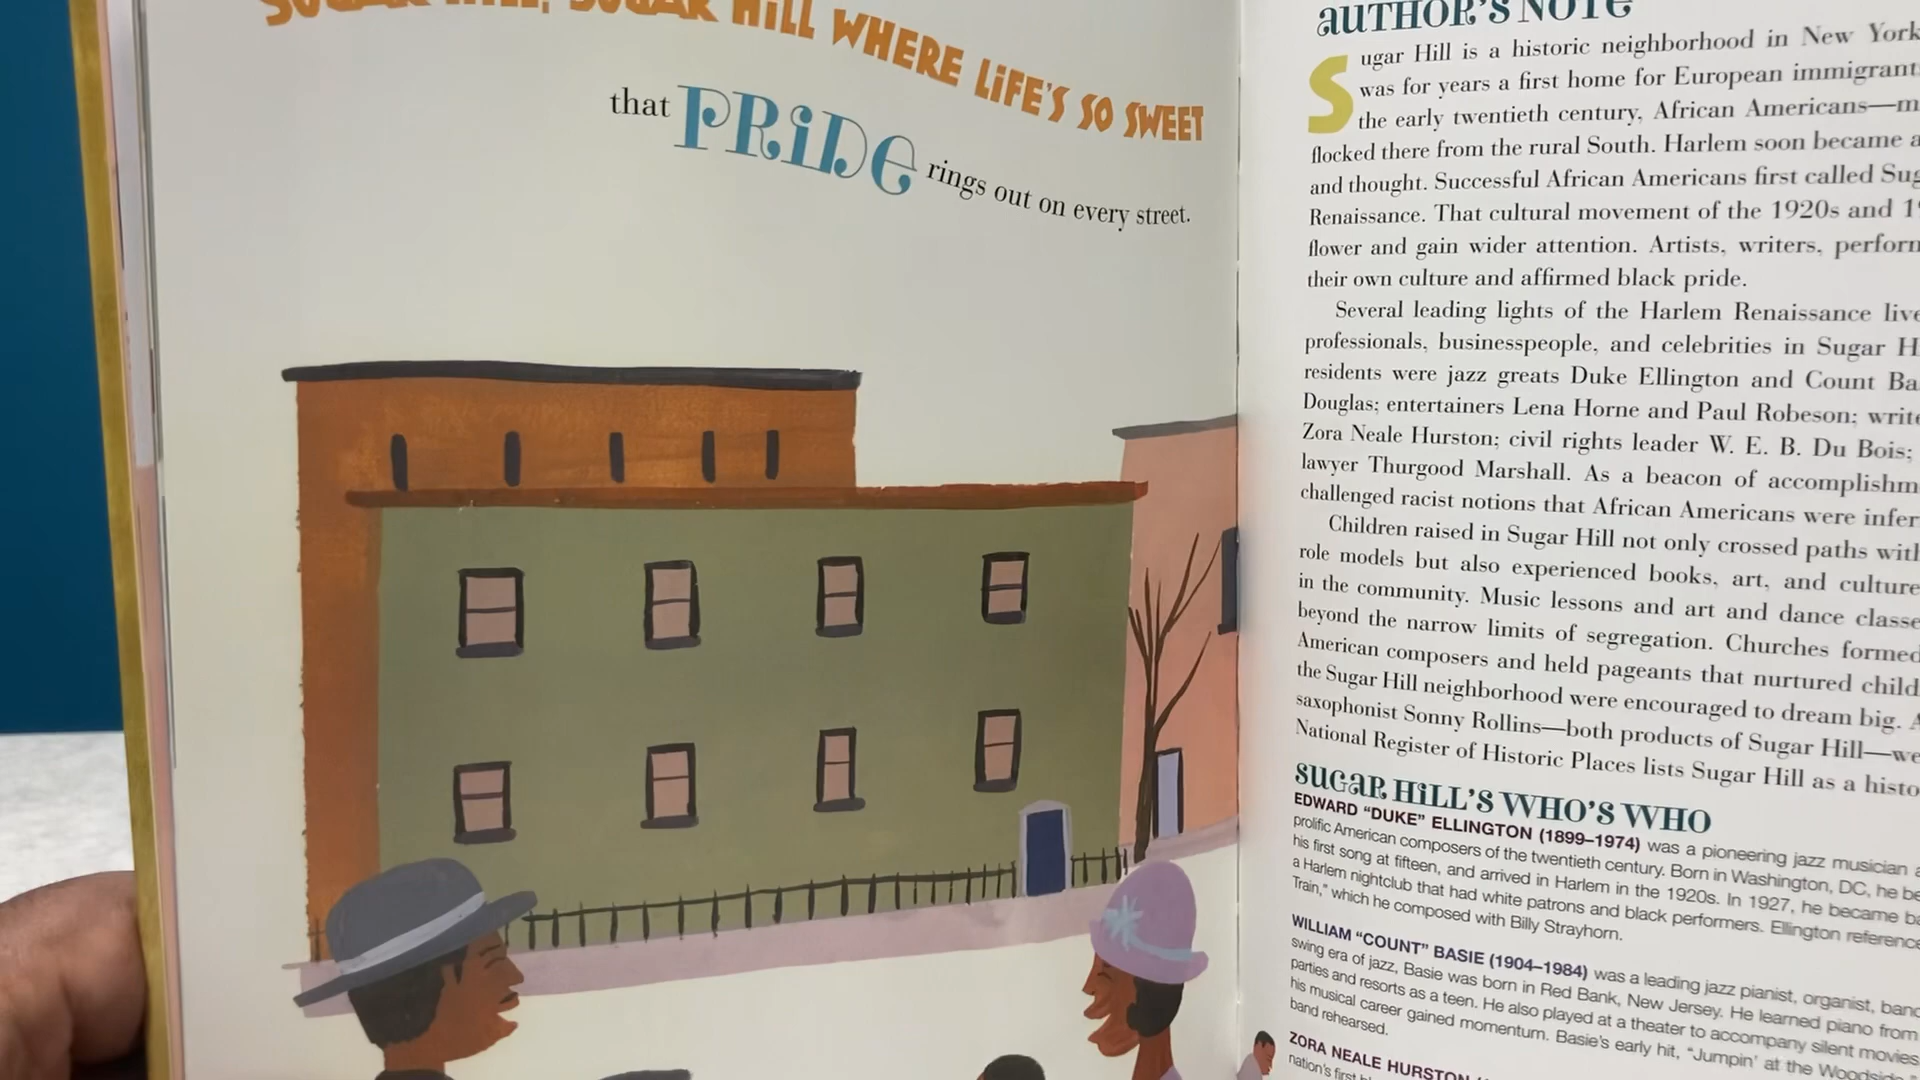 SUGAR HILL, SUGAR HILL WHERE LIFE'S SO SWEET
that PRIDE rings out on every street.
AUTHOR'S NOTE
Sugar Hill is a historic neighborhood in New York
was for years a first home for European immigrant
the early twentieth century, African Americans—m
flocked there from the rural South. Harlem soon became a
and thought. Successful African Americans first called Sug
Renaissance. That cultural movement of the 1920s and 19
flower and gain wider attention. Artists, writers, perform
their own culture and affirmed black pride.
Several leading lights of the Harlem Renaissance live
professionals, businesspeople, and celebrities in Sugar H
residents were jazz greats Duke Ellington and Count Ba
Douglas; entertainers Lena Horne and Paul Robeson; write
Zora Neale Hurston; civil rights leader W. E. B. Du Bois;
lawyer Thurgood Marshall. As a beacon of accomplishm
challenged racist notions that African Americans were infer
Children raised in Sugar Hill not only crossed paths with
role models but also experienced books, art, and culture
in the community. Music lessons and art and dance classe
beyond the narrow limits of segregation. Churches formed
American composers and held pageants that nurtured child
the Sugar Hill neighborhood were encouraged to dream big. A
saxophonist Sonny Rollins—both products of Sugar Hill—we
National Register of Historic Places lists Sugar Hill as a histo
SUGAR HILL'S WHO'S WHO
EDWARD “DUKE” ELLINGTON (1899–1974) was a pioneering jazz musician a
prolific American composers of the twentieth century. Born in Washington, DC, he be
his first song at fifteen, and arrived in Harlem in the 1920s. In 1927, he became ba
a Harlem nightclub that had white patrons and black performers. Ellington reference
Train,” which he composed with Billy Strayhorn.
WILLIAM “COUNT” BASIE (1904–1984) was a leading jazz pianist, organist, band
swing era of jazz, Basie was born in Red Bank, New Jersey. He learned piano from
parties and resorts as a teen. He also played at a theater to accompany silent movies
his musical career gained momentum. Basie's early hit, “Jumpin' at the Woodside,”
band rehearsed.
ZORA NEALE HURSTON
nation's first